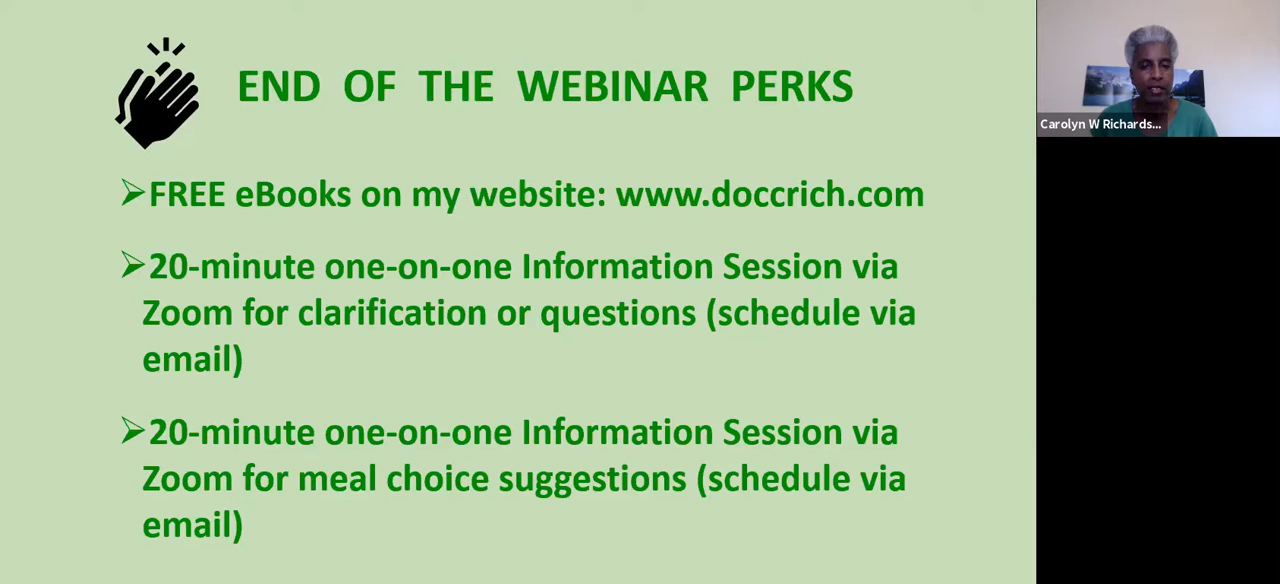 END OF THE WEBINAR PERKS
FREE eBooks on my website: www.doccrich.com
20-minute one-on-one Information Session via
Zoom for clarification or questions (schedule via
email)
20-minute one-on-one Information Session via
Zoom for meal choice suggestions (schedule via
email)
Carolyn W Richards...